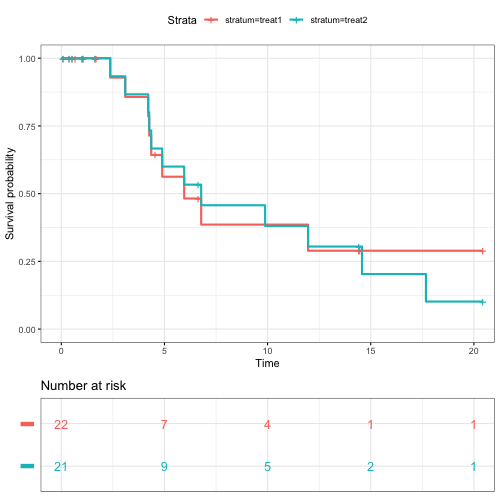 Strata stratum=treat1 stratum=treat2
1.00
0.75
0.50
0.25
0.00
Survival probability
0 5 10 15 20
Time
Number at risk
22 7 4 1 1
21 9 5 2 1